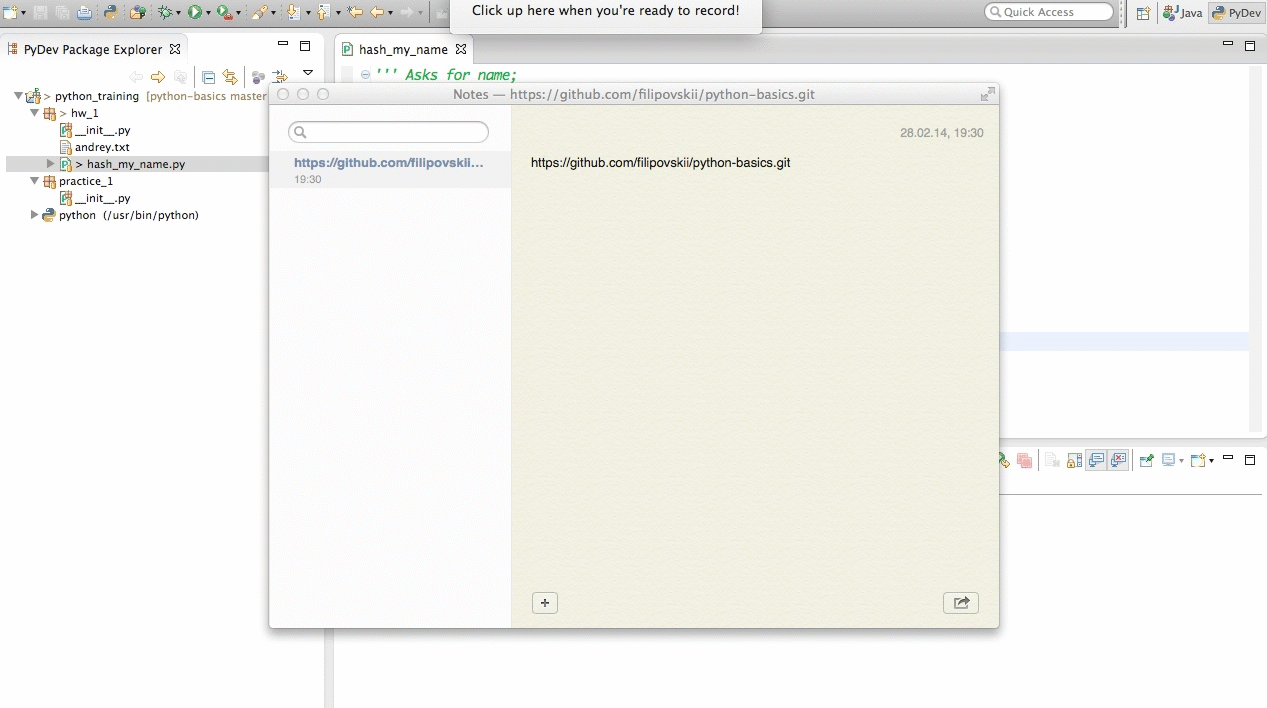 Click up here when you're ready to record!
Quick Access
Java
PyDev
PyDev Package Explorer
hash_my_name
''' Asks for name;
> python_training [python-basics master
> hw_1
__init__.py
andrey.txt
> hash_my_name.py
practice_1
__init__.py
python (/usr/bin/python)
Notes — https://github.com/filipovskii/python-basics.git
28.02.14, 19:30
https://github.com/filipovskii...
19:30
https://github.com/filipovskii/python-basics.git